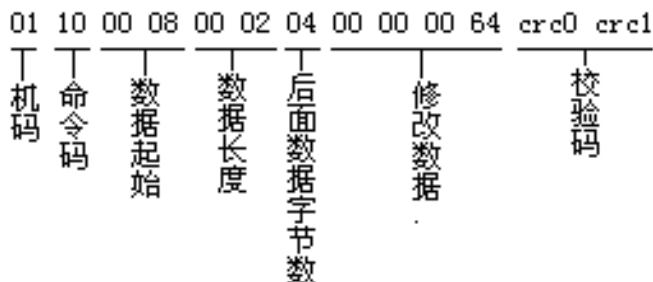 01 10 00 08 00 02 04 00 00 00 64 crc0 crc1
机码
命令码
数据起始
数据长度
后面数据字节数
修改数据.
校验码